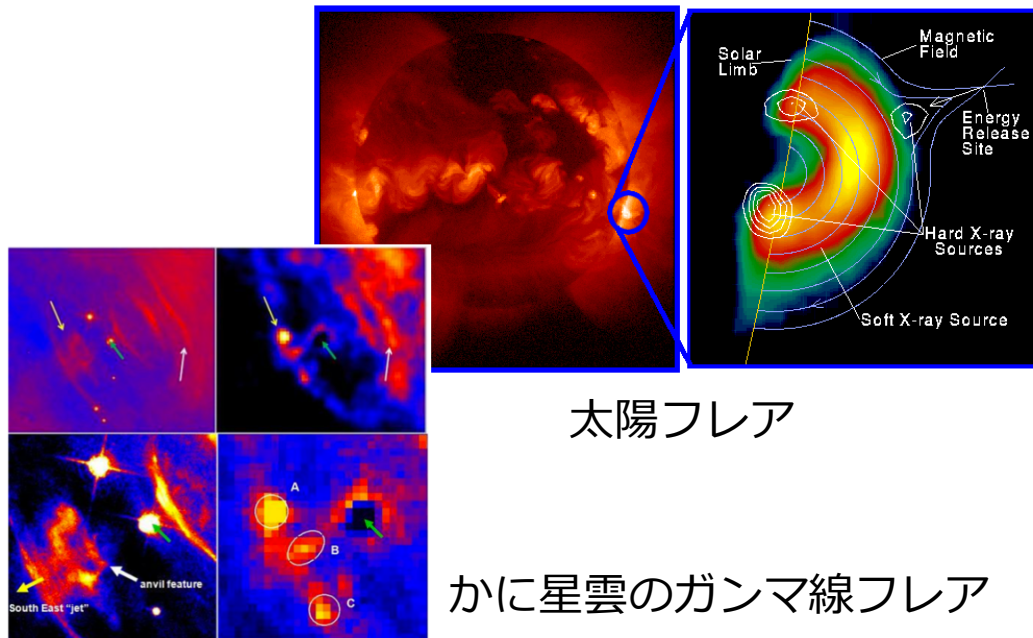 Magnetic
Field
Solar
Limb
Energy
Release
Site
Hard X-ray
Sources
Soft X-ray Source
太陽フレア
A
B
C
anvil feature
South East "jet"
かに星雲のガンマ線フレア